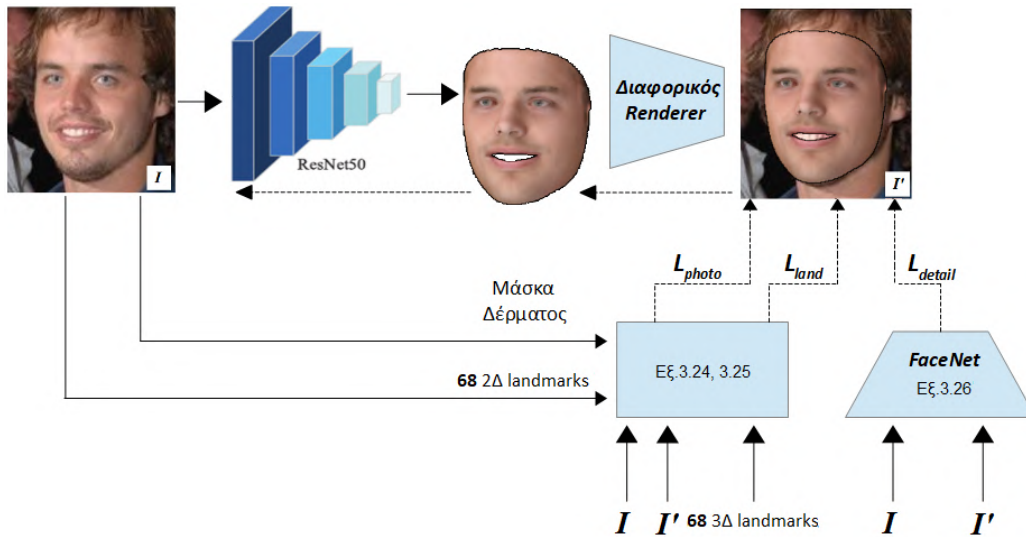 I
ResNet50
Διαφορικός
Renderer
I'
L_photo
L_land
L_detail
Μάσκα
Δέρματος
68 2Δ landmarks
Εξ.3.24, 3.25
FaceNet
Εξ.3.26
I
I'
68 3Δ landmarks
I
I'